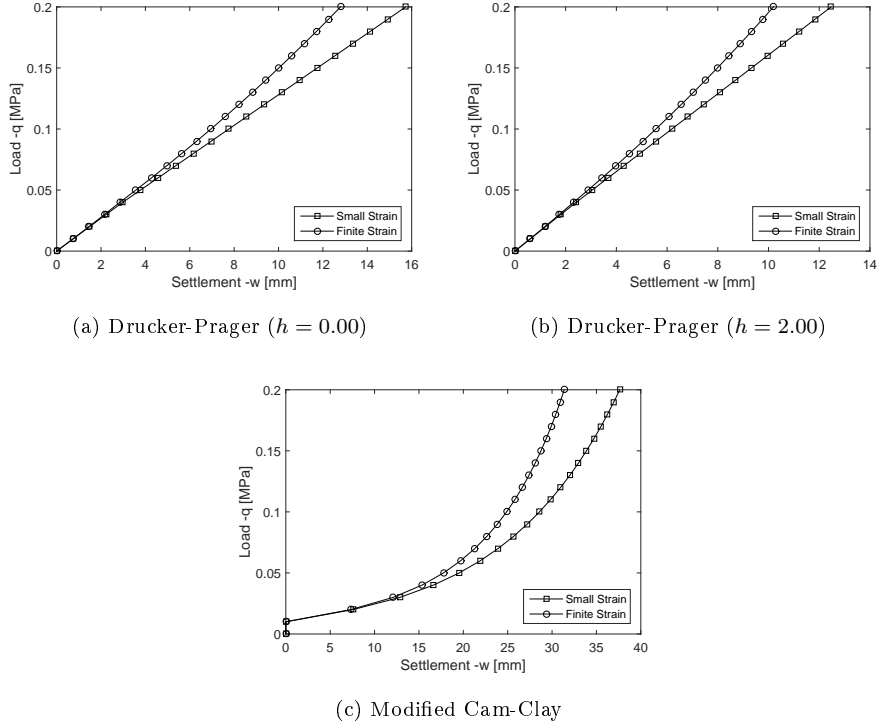 0.2
0.15
0.1
0.05
0
Load -q [MPa]
Small Strain
Finite Strain
0 2 4 6 8 10 12 14 16
Settlement -w [mm]
(a) Drucker-Prager (h = 0.00)
0.2
0.15
0.1
0.05
0
Load -q [MPa]
Small Strain
Finite Strain
0 2 4 6 8 10 12 14
Settlement -w [mm]
(b) Drucker-Prager (h = 2.00)
0.2
0.15
0.1
0.05
0
Load -q [MPa]
Small Strain
Finite Strain
0 5 10 15 20 25 30 35 40
Settlement -w [mm]
(c) Modified Cam-Clay